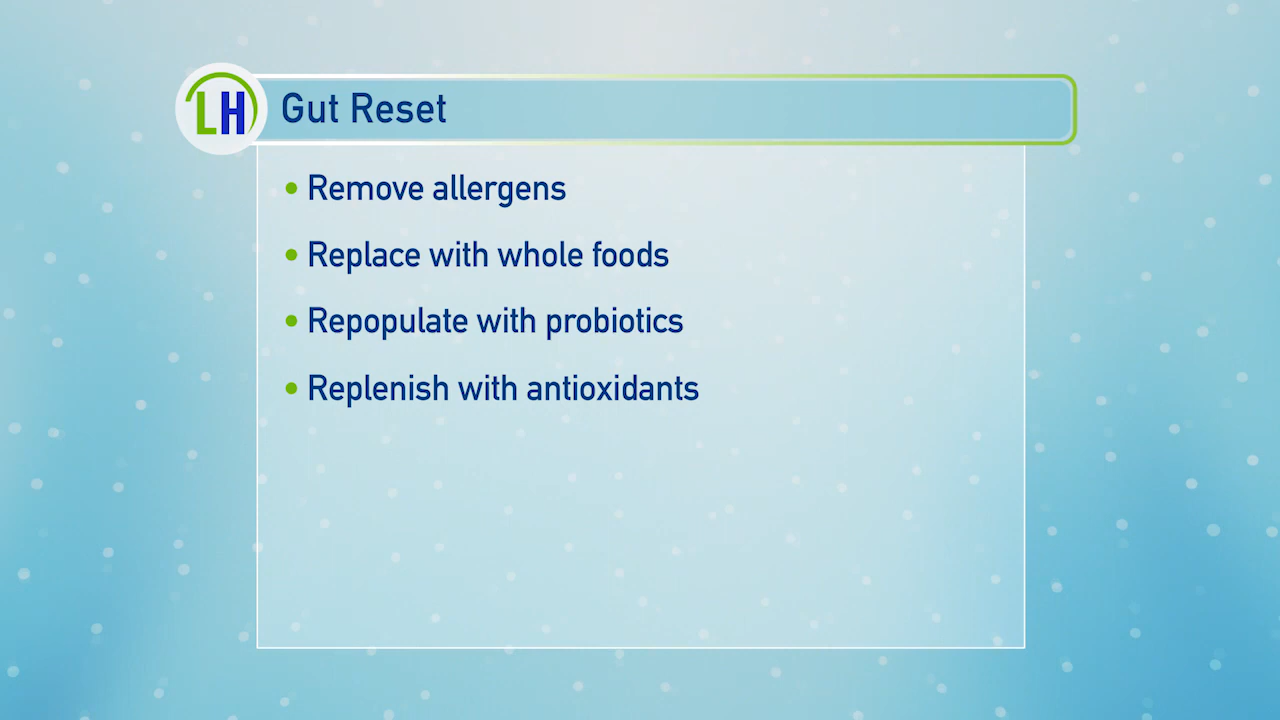 LH
Gut Reset
• Remove allergens
• Replace with whole foods
• Repopulate with probiotics
• Replenish with antioxidants